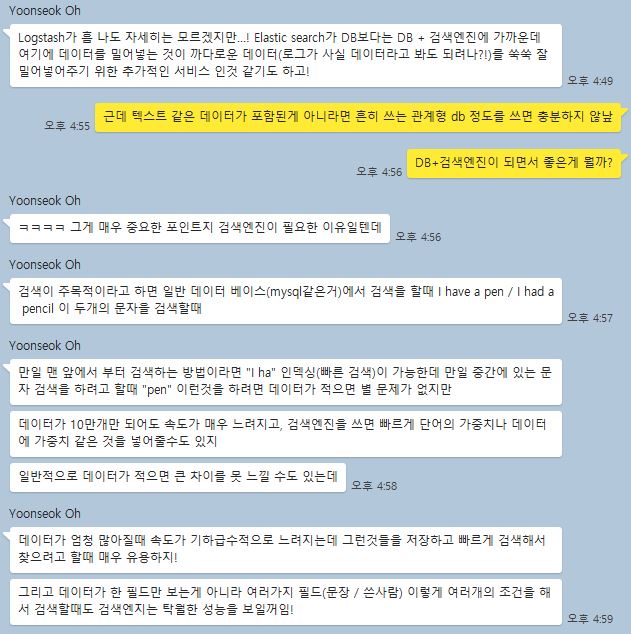 Yoonseok Oh
Logstash가 흠 나도 자세히는 모르겠지만...! Elastic search가 DB보다는 DB + 검색엔진에 가까운데
여기에 데이터를 밀어넣는 것이 까다로운 데이터(로그가 사실 데이터라고 봐도 되려나?!)를 쑥쑥 잘
밀어넣어주기 위한 추가적인 서비스 인것 같기도 하고!
오후 4:49
근데 텍스트 같은 데이터가 포함된게 아니라면 흔히 쓰는 관계형 db 정도를 쓰면 충분하지 않낲
오후 4:55
DB+검색엔진이 되면서 좋은게 뭘까?
오후 4:56
Yoonseok Oh
ㅋㅋㅋㅋ 그게 매우 중요한 포인트지 검색엔진이 필요한 이유일텐데
오후 4:56
Yoonseok Oh
검색이 주목적이라고 하면 일반 데이터 베이스(mysql같은거)에서 검색을 할때 I have a pen / I had a
pencil 이 두개의 문자을 검색할때
오후 4:57
Yoonseok Oh
만일 맨 앞에서 부터 검색하는 방법이라면 "I ha" 인덱싱(빠른 검색)이 가능한데 만일 중간에 있는 문
자 검색을 하려고 할때 "pen" 이런것을 하려면 데이터가 적으면 별 문제가 없지만
데이터가 10만개만 되어도 속도가 매우 느려지고, 검색엔진을 쓰면 빠르게 단어의 가중치나 데이터
에 가중치 같은 것을 넣어줄수도 있지
일반적으로 데이터가 적으면 큰 차이를 못 느낄 수도 있는데
오후 4:58
Yoonseok Oh
데이터가 엄청 많아질때 속도가 기하급수적으로 느려지는데 그런것들을 저장하고 빠르게 검색해서
찾으려고 할때 매우 유용하지!
그리고 데이터가 한 필드만 보는게 아니라 여러가지 필드(문장 / 쓴사람) 이렇게 여러개의 조건을 해
서 검색할때도 검색엔지는 탁월한 성능을 보일꺼임!
오후 4:59